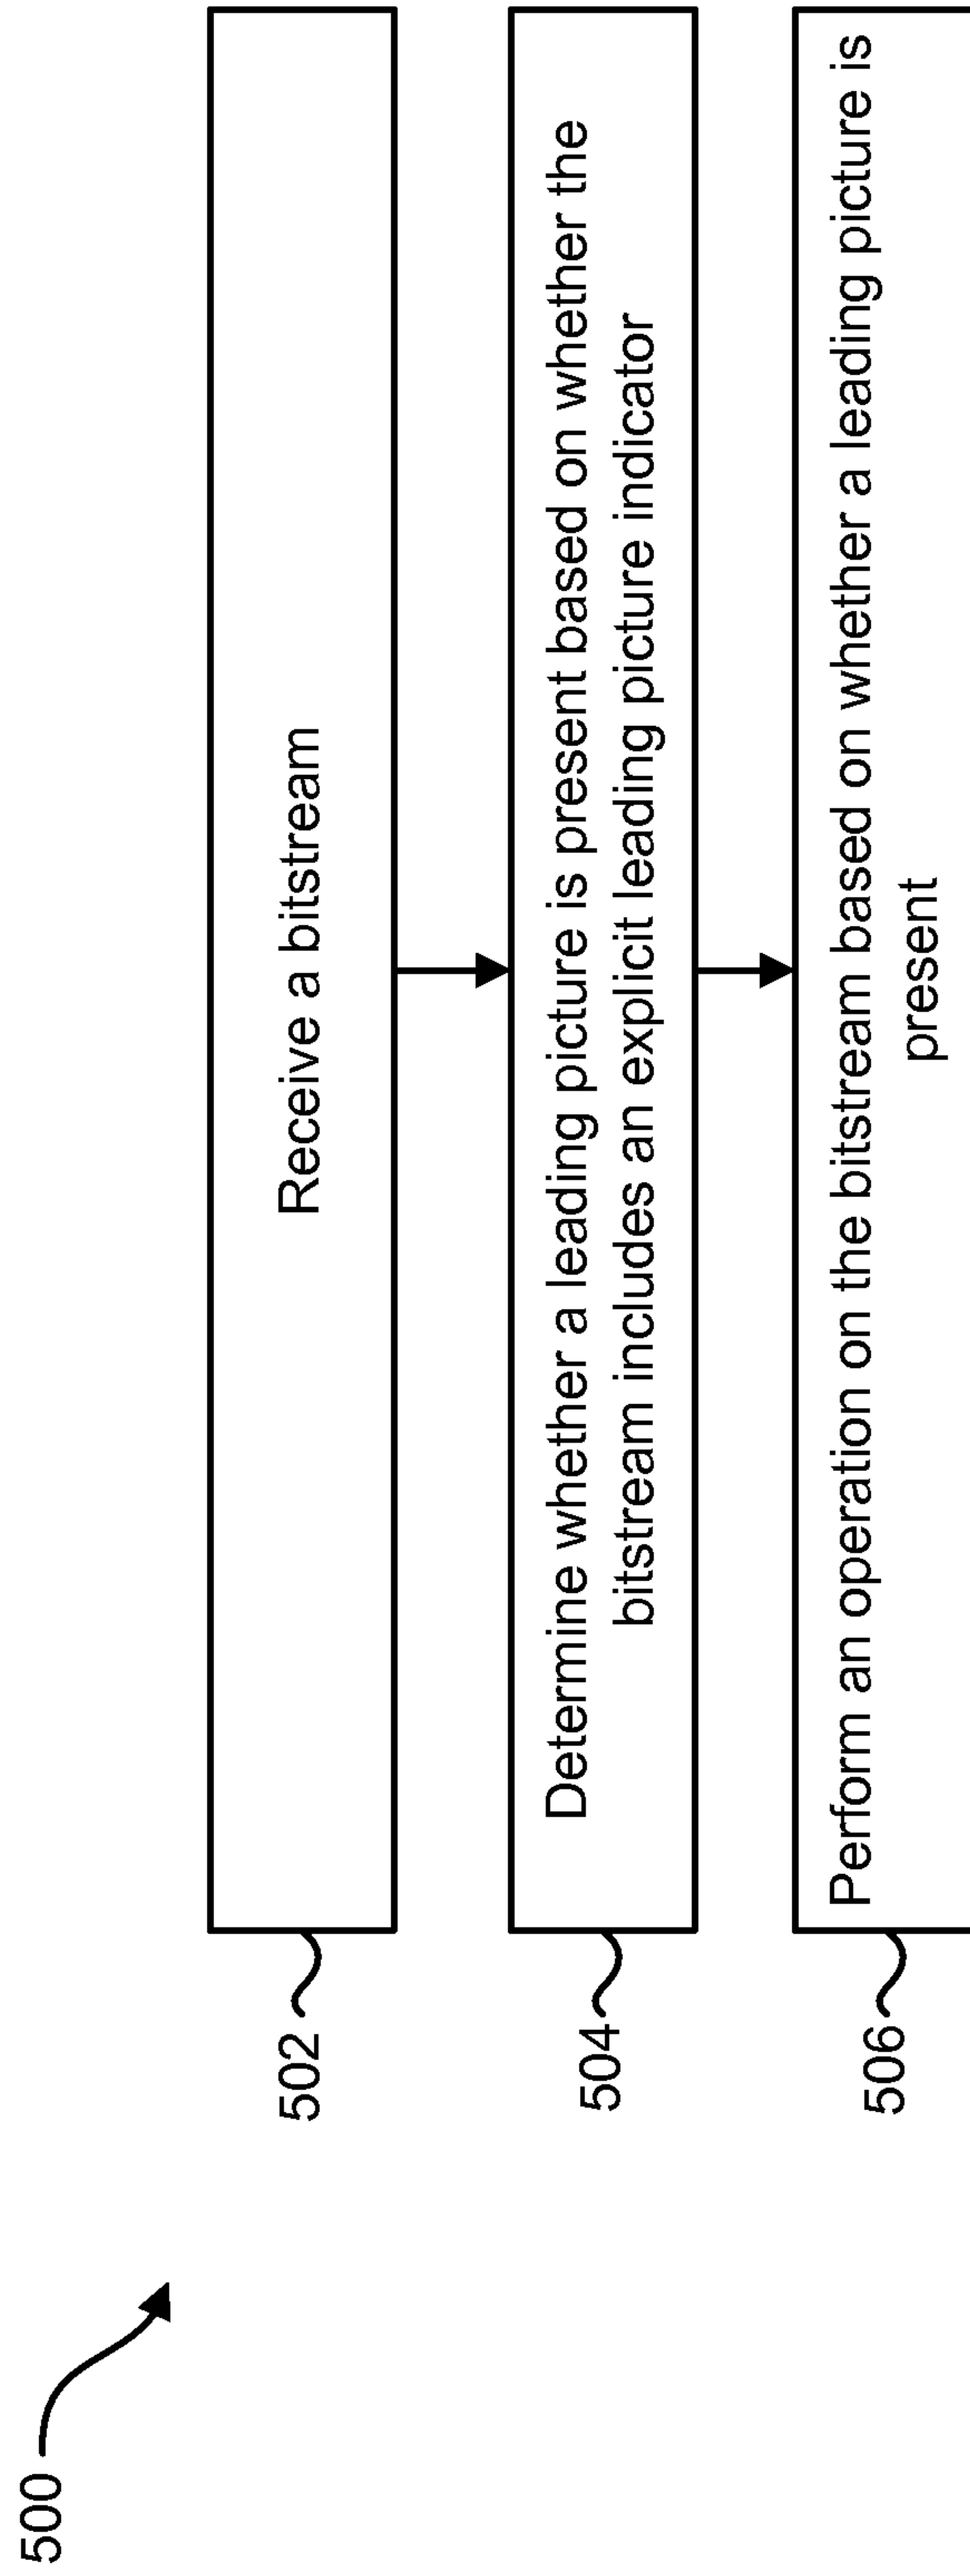 500
502
Receive a bitstream
504
Determine whether a leading picture is present based on whether the
bitstream includes an explicit leading picture indicator
506
Perform an operation on the bitstream based on whether a leading picture is
present